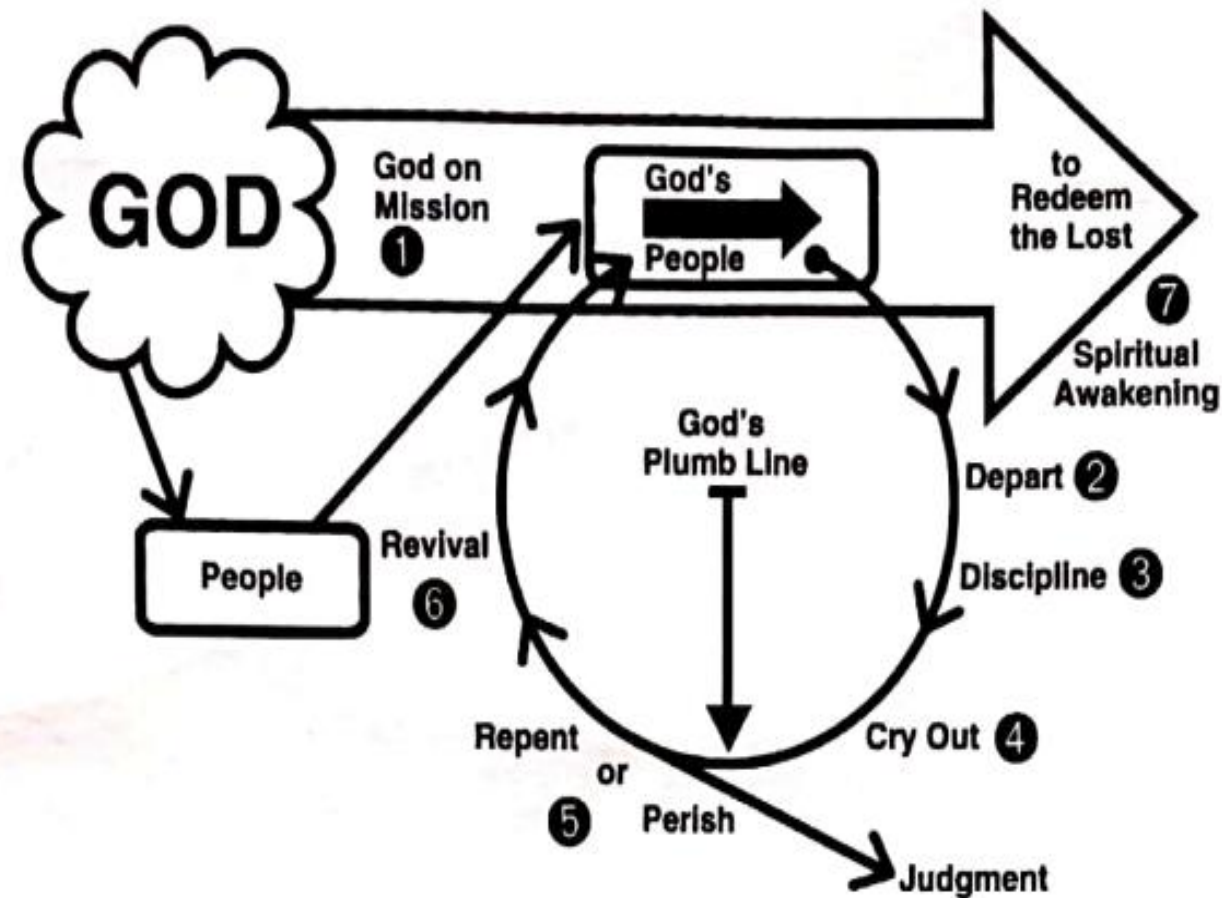 GOD
God on
Mission
1
God's
People
to
Redeem
the Lost
7
Spiritual
Awakening
God's
Plumb Line
Depart 2
Discipline 3
People
Revival
6
Cry Out 4
Repent
or
5
Perish
Judgment